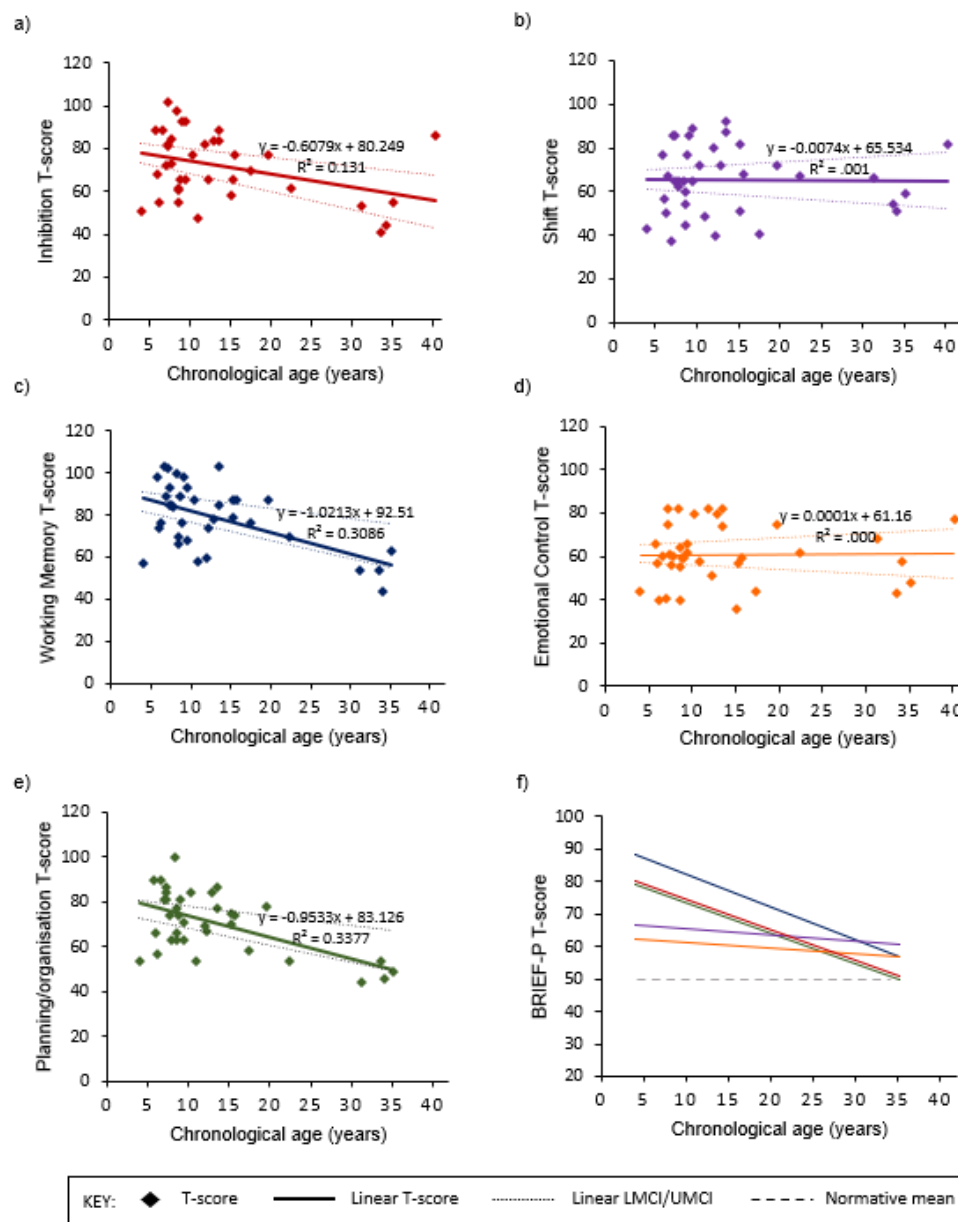 a)
120
100
80
60
40
20
0
Inhibition T-score
y = -0.6079x + 80.249
R² = 0.131
0 5 10 15 20 25 30 35 40
Chronological age (years)
b)
120
100
80
60
40
20
0
Shift T-score
y = -0.0074x + 65.534
R² = .001
0 5 10 15 20 25 30 35 40
Chronological age (years)
c)
120
100
80
60
40
20
0
Working Memory T-score
y = -1.0213x + 92.51
R² = 0.3086
0 5 10 15 20 25 30 35 40
Chronological age (years)
d)
120
100
80
60
40
20
0
Emotional Control T-score
y = 0.0001x + 61.16
R² = .000
0 5 10 15 20 25 30 35 40
Chronological age (years)
e)
120
100
80
60
40
20
0
Planning/organisation T-score
y = -0.9533x + 83.126
R² = 0.3377
0 5 10 15 20 25 30 35 40
Chronological age (years)
f)
100
90
80
70
60
50
40
30
20
BRIEF-P T-score
0 5 10 15 20 25 30 35 40
Chronological age (years)
KEY: T-score Linear T-score Linear LMCI/UMCI Normative mean